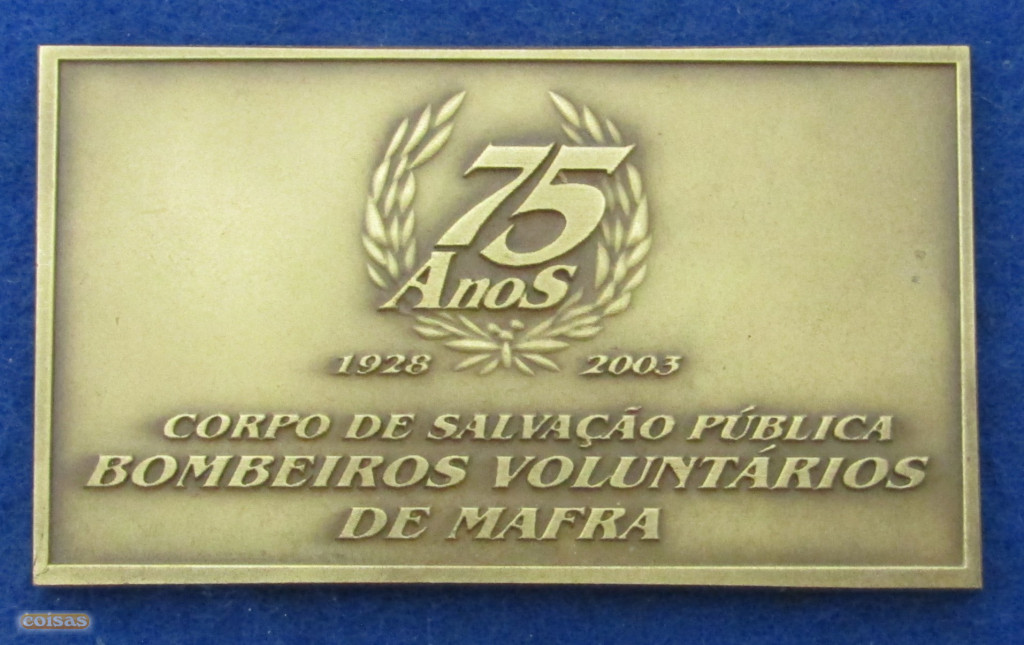 75
Anos
1928 2003
CORPO DE SALVAÇÃO PÚBLICA
BOMBEIROS VOLUNTÁRIOS
DE MAFRA
coisas